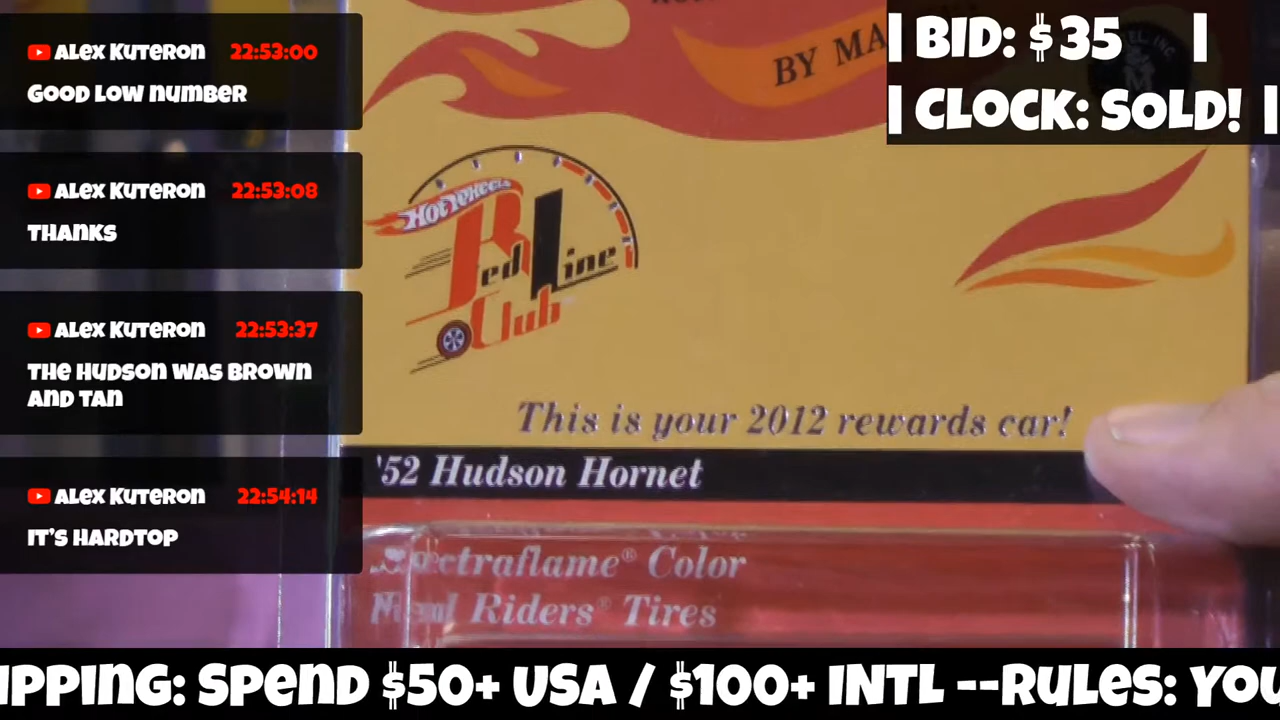 Alex Kuteron 22:53:00
Good low number
Alex Kuteron 22:53:08
Thanks
Alex Kuteron 22:53:37
The Hudson was brown
and tan
Alex Kuteron 22:54:14
It's hardtop
| BID: $35 |
| CLOCK: SOLD! |
BY
Hot Wheels
Red Line
Club
This is your 2012 rewards car!
'52 Hudson Hornet
Spectraflame® Color
Real Riders® Tires
IPPING: SPEND $50+ USA / $100+ INTL --RULES: YOU